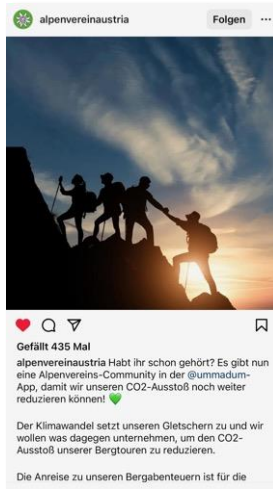 alpenvereinaustria
Folgen
Gefällt 435 Mal
alpenvereinaustria Habt ihr schon gehört? Es gibt nun
eine Alpenvereins-Community in der @ummadum-
App, damit wir unseren CO2-Ausstoß noch weiter
reduzieren können! 💚
Der Klimawandel setzt unseren Gletschern zu und wir
wollen was dagegen unternehmen, um den CO2-
Ausstoß unserer Bergtouren zu reduzieren.
Die Anreise zu unseren Bergabenteuern ist für die